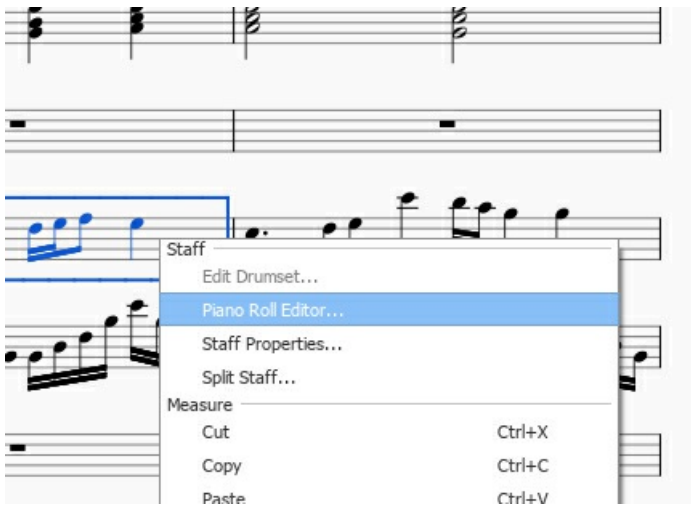 Staff
Edit Drumset...
Piano Roll Editor...
Staff Properties...
Split Staff...
Measure
Cut Ctrl+X
Copy Ctrl+C
Paste Ctrl+V